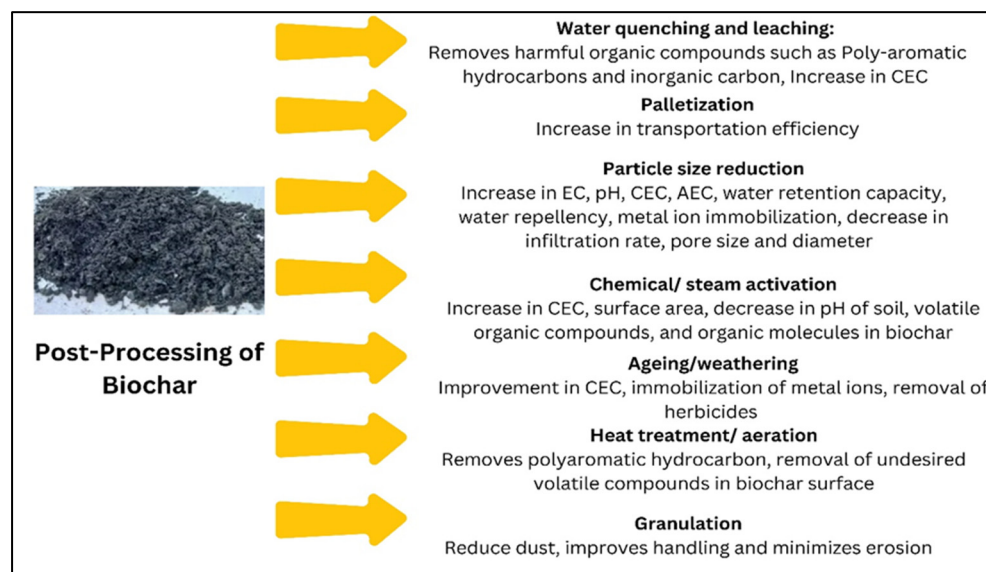 Water quenching and leaching:
Removes harmful organic compounds such as Poly-aromatic
hydrocarbons and inorganic carbon, Increase in CEC
Palletization
Increase in transportation efficiency
Particle size reduction
Increase in EC, pH, CEC, AEC, water retention capacity,
water repellency, metal ion immobilization, decrease in
infiltration rate, pore size and diameter
Chemical/ steam activation
Increase in CEC, surface area, decrease in pH of soil, volatile
organic compounds, and organic molecules in biochar
Post-Processing of
Biochar
Ageing/weathering
Improvement in CEC, immobilization of metal ions, removal of
herbicides
Heat treatment/ aeration
Removes polyaromatic hydrocarbon, removal of undesired
volatile compounds in biochar surface
Granulation
Reduce dust, improves handling and minimizes erosion